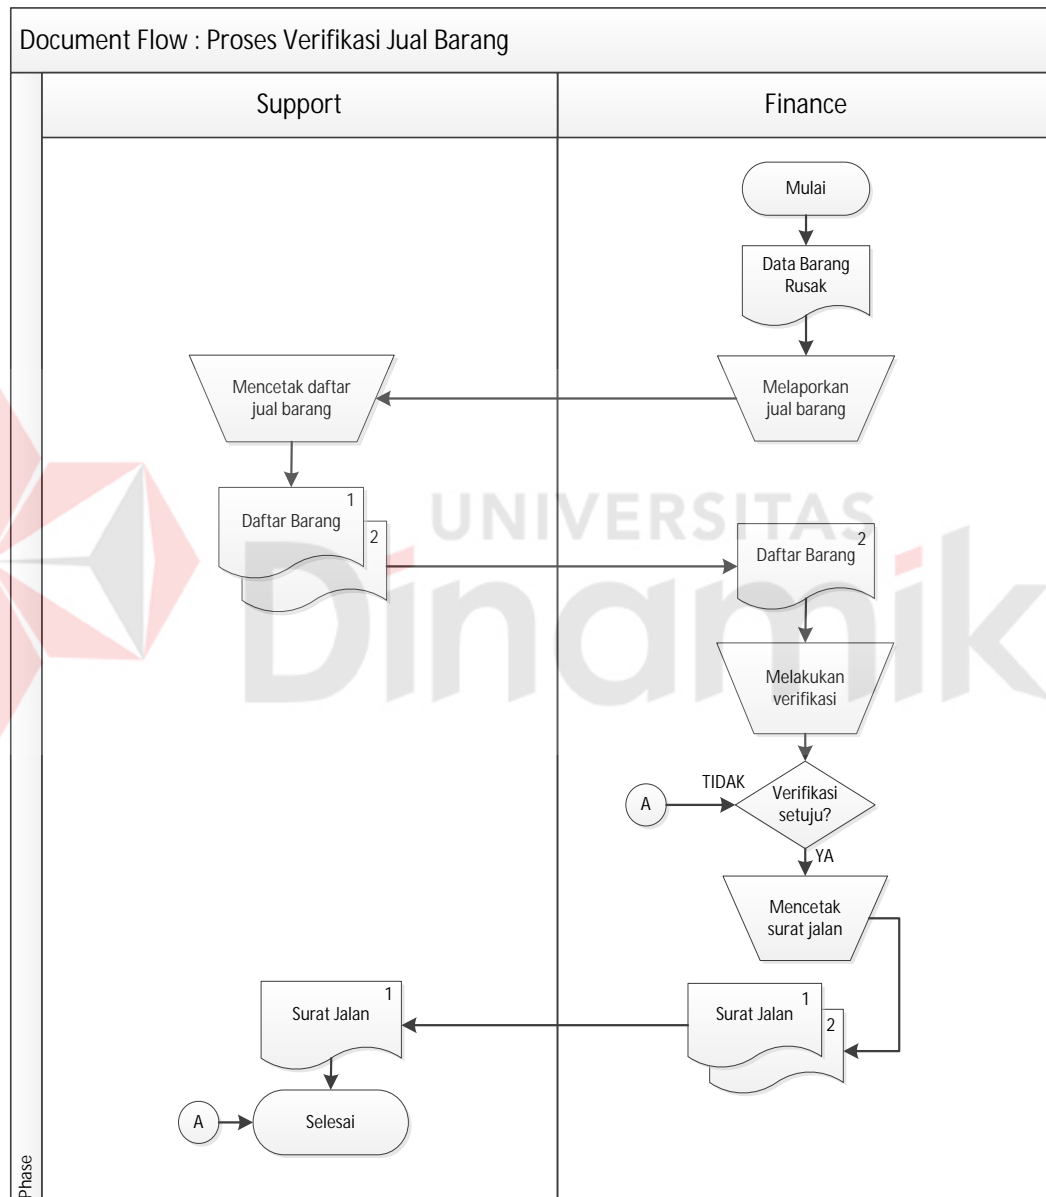 Document Flow : Proses Verifikasi Jual Barang
Support
Finance
Mulai
Data Barang
Rusak
Mencetak daftar
jual barang
Melaporkan
jual barang
1
Daftar Barang
2
2
Daftar Barang
UNIVERSITAS
Dinamika
Melakukan
verifikasi
TIDAK
A
Verifikasi
setuju?
YA
Mencetak
surat jalan
1
Surat Jalan
1
Surat Jalan
2
A
Selesai
Phase